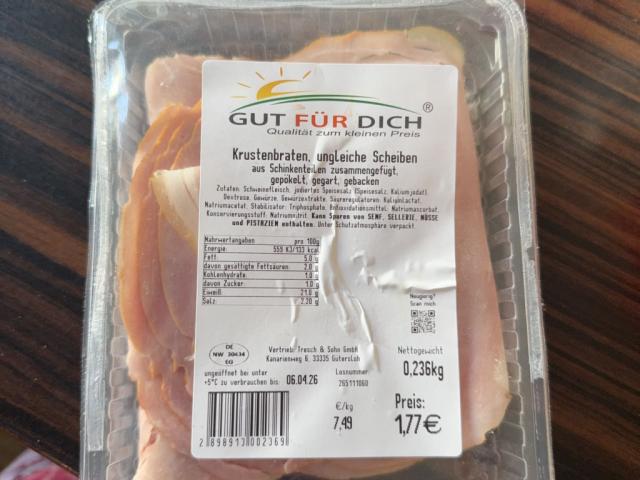 GUT FÜR DICH ®
Qualität zum kleinen Preis
Krustenbraten, ungleiche Scheiben
aus Schinkenteilen zusammengefügt,
gepökelt, gegart, gebacken
Zutaten: Schweinefleisch, jodiertes Speisesalz (Speisesalz, Kaliumjodat),
Dextrose, Gewürze, Gewürzextrakte, Säureregulatoren: Kaliumlactat,
Natriumacetat, Stabilisator: Triphosphate, Antioxidationsmittel: Natriumascorbat,
Konservierungsstoff: Natriumnitrit. Kann Spuren von SENF, SELLERIE, NÜSSE
und PISTAZIEN enthalten. Unter Schutzatmosphäre verpackt.
Nährwertangaben pro 100g
Energie: 559 KJ/133 kcal
Fett: 5,0 g
davon gesättigte Fettsäuren: 2,0 g
Kohlenhydrate: 1,0 g
davon Zucker: 1,0 g
Eiweiß: 21,0 g
Salz: 2,30 g
Neugierig?
Scan mich
DE
NW 30434
EG
Vertrieb: Tresch & Sohn GmbH
Kanarienweg 6, 33335 Gütersloh
Nettogewicht
0,236kg
ungeöffnet bei unter
+5°C zu verbrauchen bis: 06.04.26
Losnummer
265111060
€/kg
7,49
Preis:
1,77€
2 898913 002369